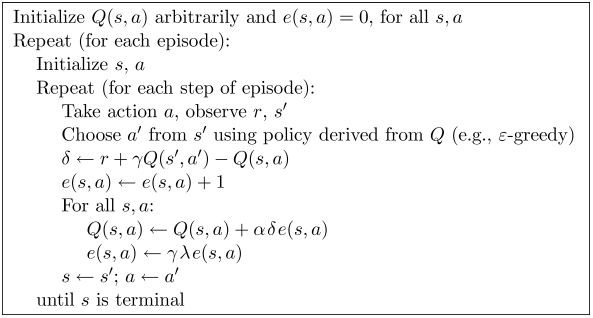 Initialize Q(s, a) arbitrarily and e(s, a) = 0, for all s, a
Repeat (for each episode):
Initialize s, a
Repeat (for each step of episode):
Take action a, observe r, s′
Choose a′ from s′ using policy derived from Q (e.g., ε-greedy)
δ ← r + γQ(s′, a′) − Q(s, a)
e(s, a) ← e(s, a) + 1
For all s, a:
Q(s, a) ← Q(s, a) + αδe(s, a)
e(s, a) ← γλe(s, a)
s ← s′; a ← a′
until s is terminal